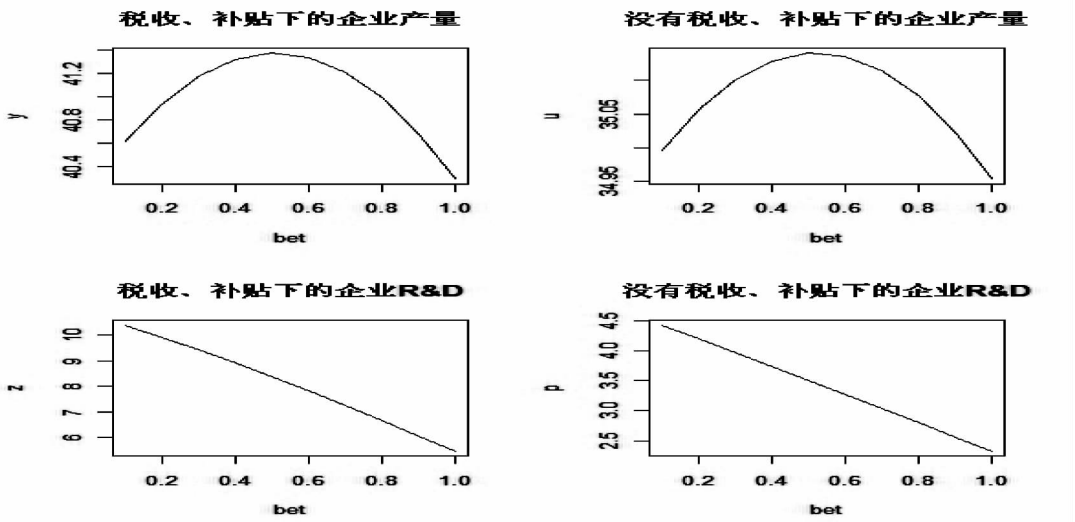 税收、补贴下的企业产量
y
40.4 40.8 41.2
0.2 0.4 0.6 0.8 1.0
bet
没有税收、补贴下的企业产量
u
34.95 35.05
0.2 0.4 0.6 0.8 1.0
bet
税收、补贴下的企业R&D
z
6 7 8 9 10
0.2 0.4 0.6 0.8 1.0
bet
没有税收、补贴下的企业R&D
p
2.5 3.0 3.5 4.0 4.5
0.2 0.4 0.6 0.8 1.0
bet